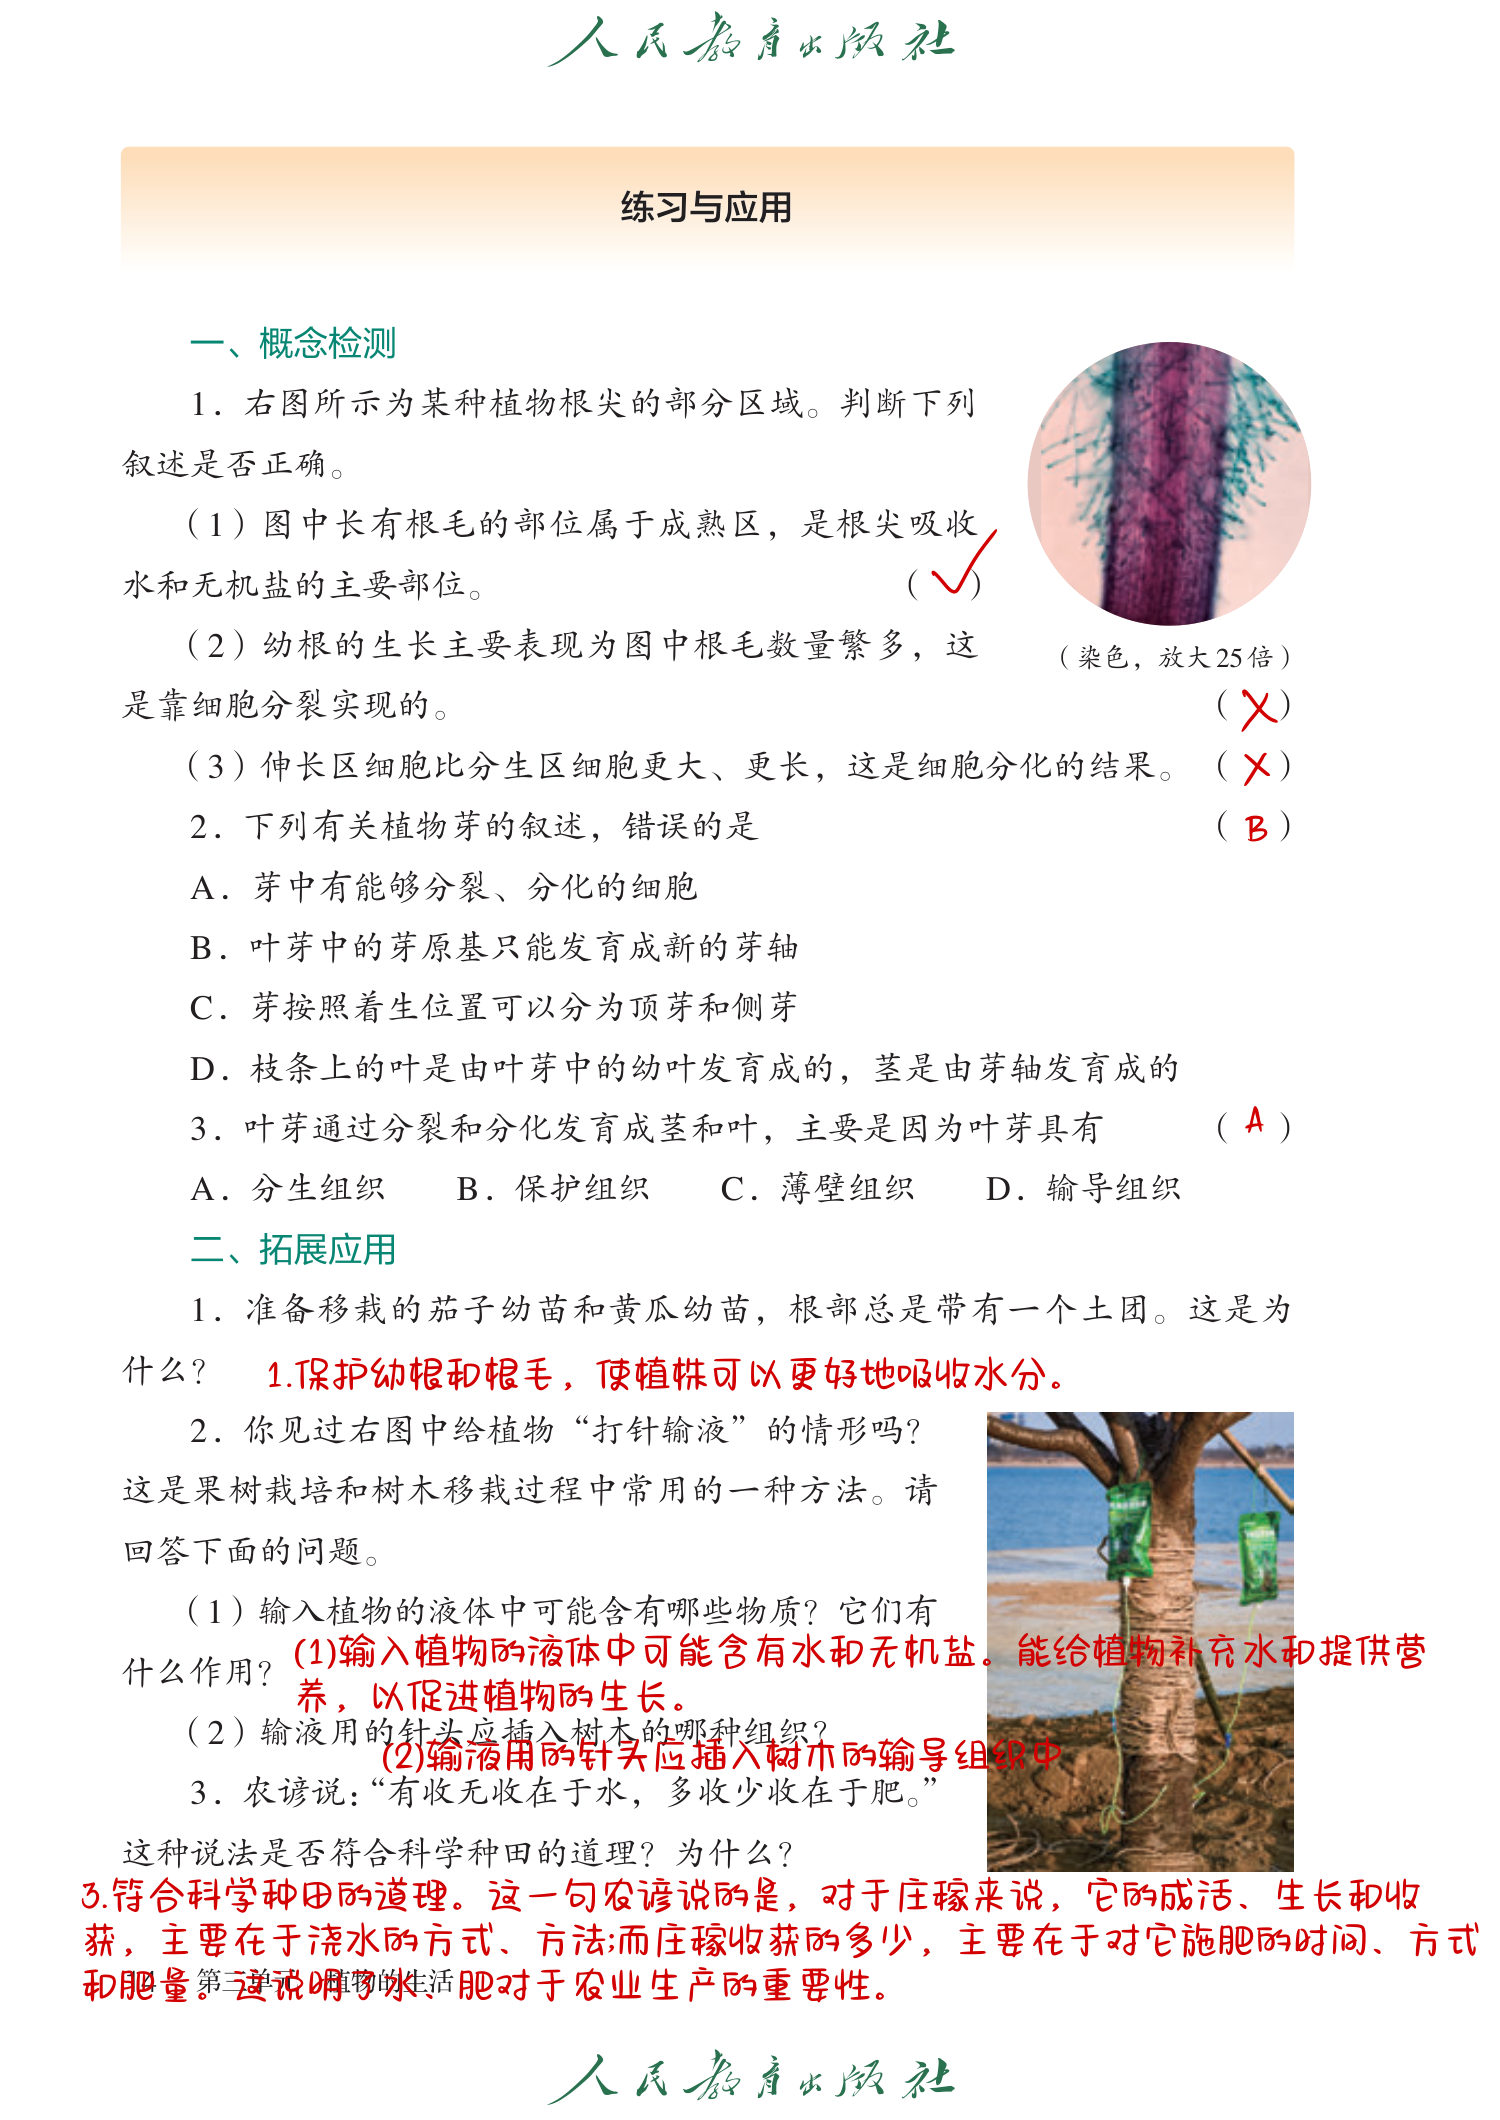 人民教育出版社
练习与应用
一、概念检测
1. 右图所示为某种植物根尖的部分区域。判断下列
叙述是否正确。
（1）图中长有根毛的部位属于成熟区，是根尖吸收
水和无机盐的主要部位。 （√）
（2）幼根的生长主要表现为图中根毛数量繁多，这
（染色，放大25倍）
是靠细胞分裂实现的。 （X）
（3）伸长区细胞比分生区细胞更大、更长，这是细胞分化的结果。 （X）
2. 下列有关植物芽的叙述，错误的是 （B）
A. 芽中有能够分裂、分化的细胞
B. 叶芽中的芽原基只能发育成新的芽轴
C. 芽按照着生位置可以分为顶芽和侧芽
D. 枝条上的叶是由叶芽中的幼叶发育成的，茎是由芽轴发育成的
3. 叶芽通过分裂和分化发育成茎和叶，主要是因为叶芽具有 （A）
A. 分生组织 B. 保护组织 C. 薄壁组织 D. 输导组织
二、拓展应用
1. 准备移栽的茄子幼苗和黄瓜幼苗，根部总是带有一个土团。这是为
什么？ 1.保护幼根和根毛，使植株可以更好地吸收水分。
2. 你见过右图中给植物“打针输液”的情形吗？
这是果树栽培和树木移栽过程中常用的一种方法。请
回答下面的问题。
（1）输入植物的液体中可能含有哪些物质？它们有
什么作用？
(1)输入植物的液体中可能含有水和无机盐。能给植物补充水和提供营
养，以促进植物的生长。
（2）输液用的针头应插入树木的哪种组织？
(2)输液用的针头应插入树木的输导组织中
3. 农谚说：“有收无收在于水，多收少收在于肥。”
这种说法是否符合科学种田的道理？为什么？
3.符合科学种田的道理。这一句农谚说的是，对于庄稼来说，它的成活、生长和收
获，主要在于浇水的方式、方法;而庄稼收获的多少，主要在于对它施肥的时间、方式
和肥量。这说明了水、肥对于农业生产的重要性。
14 第三单元 植物的生活
人民教育出版社